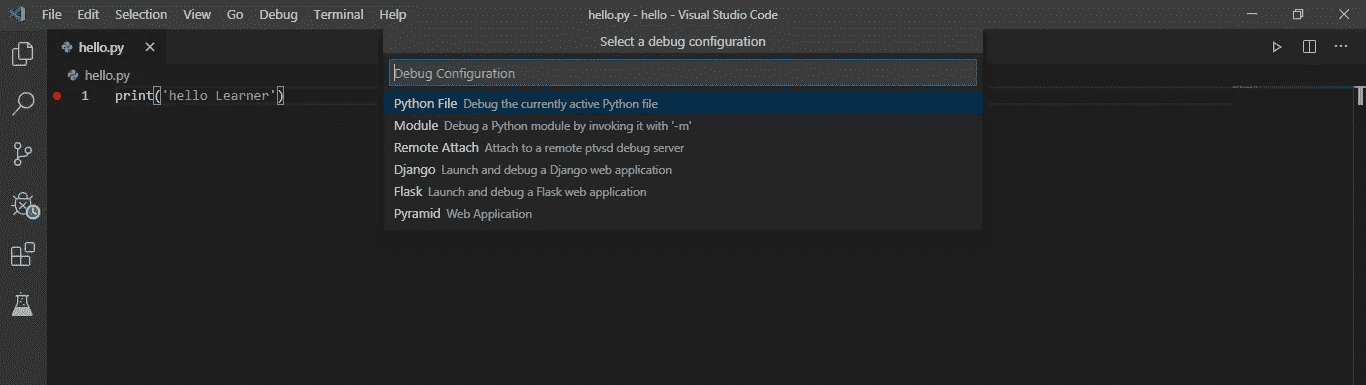 File Edit Selection View Go Debug Terminal Help hello.py - hello - Visual Studio Code
Select a debug configuration
hello.py
Debug Configuration
hello.py
1 print('hello Learner')
Python File Debug the currently active Python file
Module Debug a Python module by invoking it with '-m'
Remote Attach Attach to a remote ptvsd debug server
Django Launch and debug a Django web application
Flask Launch and debug a Flask web application
Pyramid Web Application